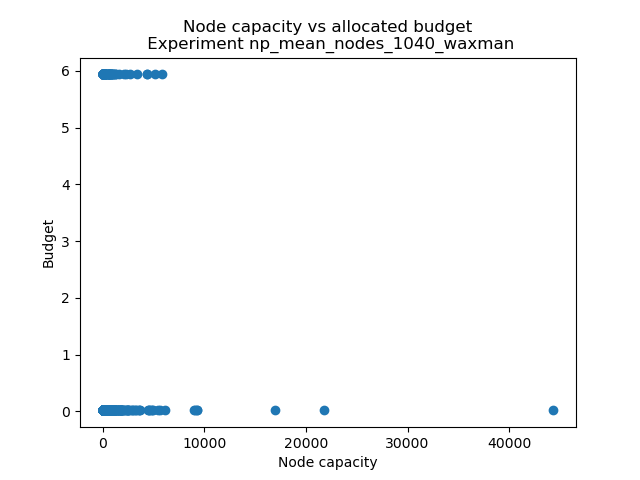 Node capacity vs allocated budget
Experiment np_mean_nodes_1040_waxman
6
5
4
3
2
1
0
Budget
0 10000 20000 30000 40000
Node capacity